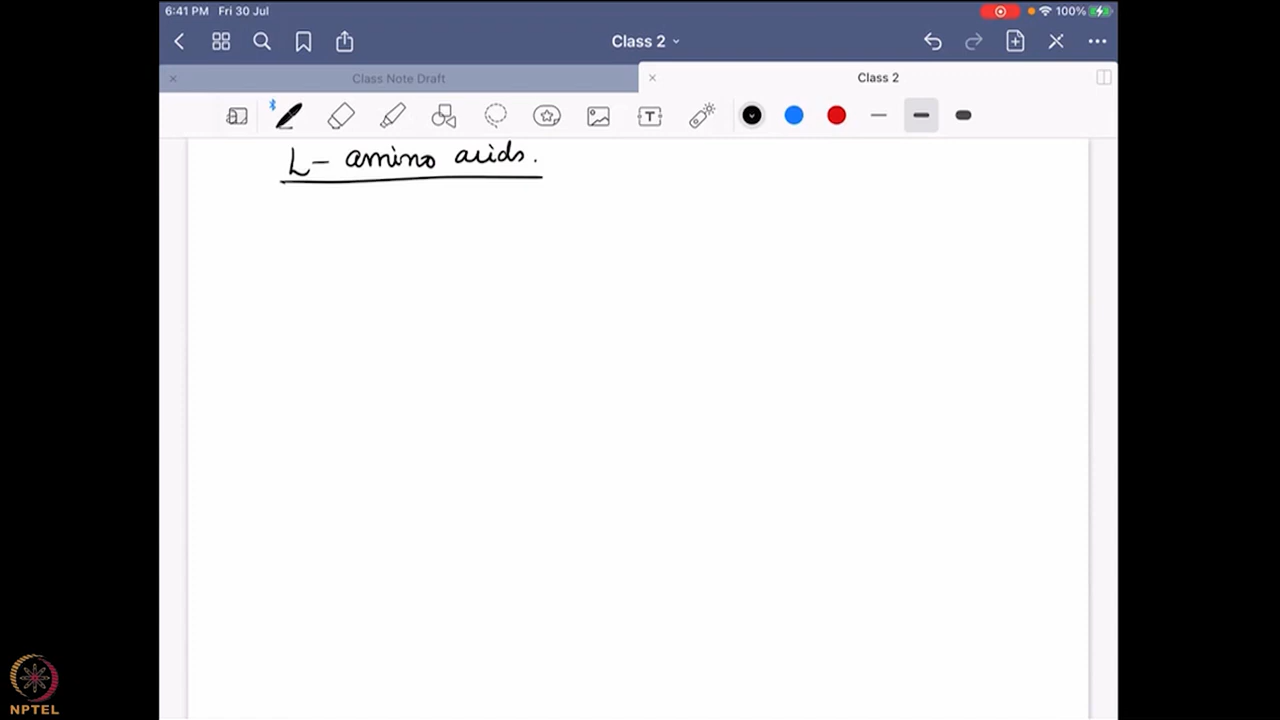 6:41 PM Fri 30 Jul 100%
Class 2
Class Note Draft
Class 2
T
L- amino acids.
NPTEL